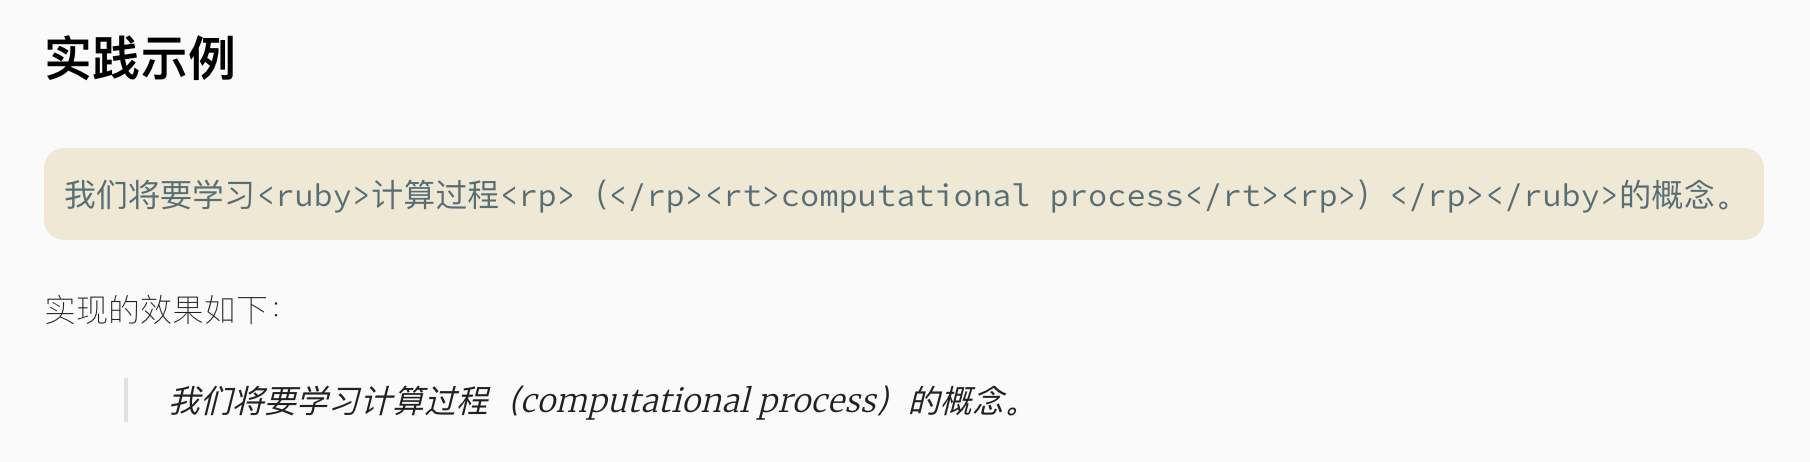 实践示例
我们将要学习<ruby>计算过程<rp>（</rp><rt>computational process</rt><rp>）</rp></ruby>的概念。
实现的效果如下：
我们将要学习计算过程（computational process）的概念。